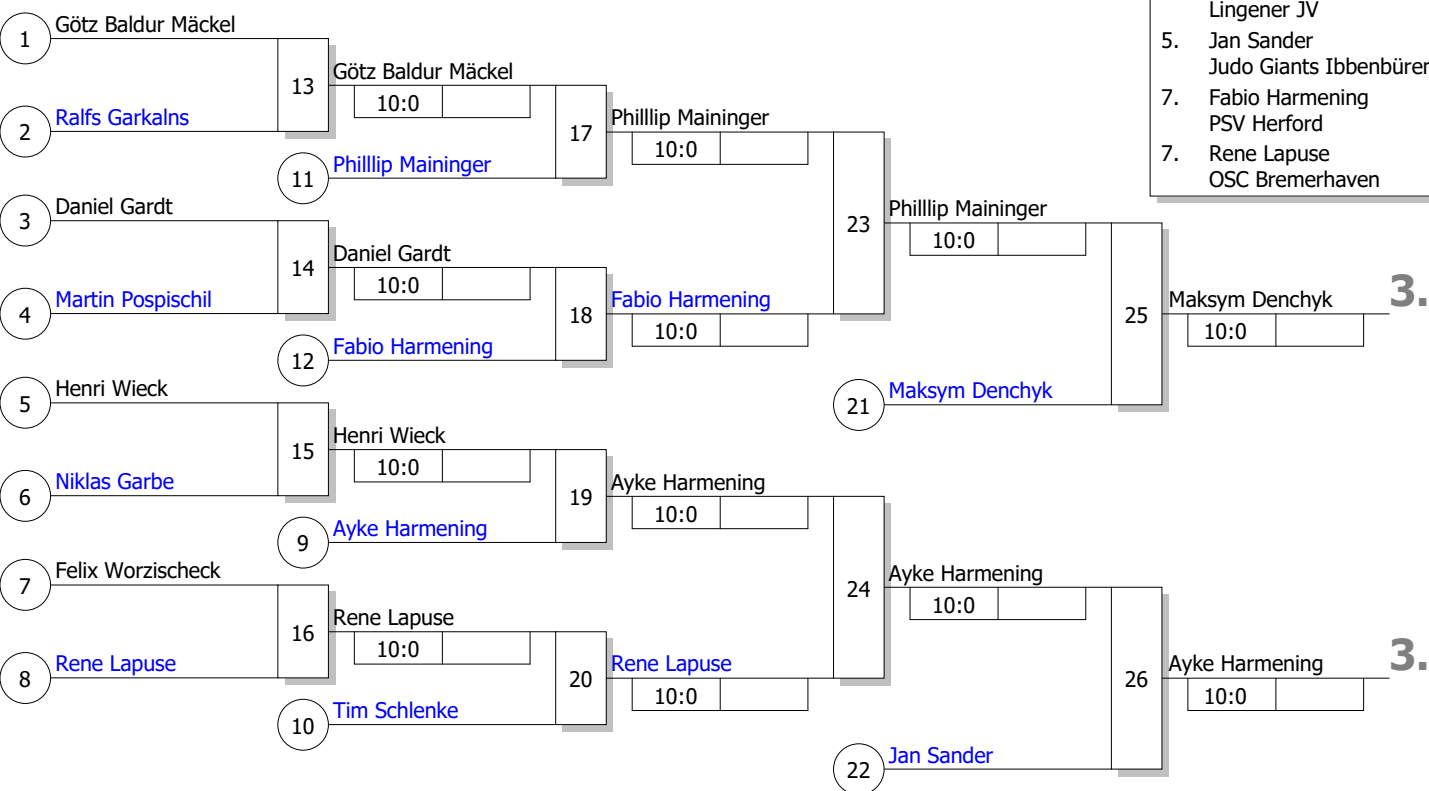 Lingener JV
5. Jan Sander
Judo Giants Ibbenbüren
7. Fabio Harmening
PSV Herford
7. Rene Lapuse
OSC Bremerhaven
1 Götz Baldur Mäckel
13 Götz Baldur Mäckel
10:0
2 Ralfs Garkalns
17 Philllip Maininger
10:0
11 Philllip Maininger
3 Daniel Gardt
23 Philllip Maininger
10:0
14 Daniel Gardt
10:0
4 Martin Pospischil
18 Fabio Harmening
10:0
25 Maksym Denchyk 3.
10:0
12 Fabio Harmening
5 Henri Wieck
21 Maksym Denchyk
15 Henri Wieck
10:0
6 Niklas Garbe
19 Ayke Harmening
10:0
9 Ayke Harmening
7 Felix Worzischeck
24 Ayke Harmening
10:0
16 Rene Lapuse
10:0
8 Rene Lapuse
20 Rene Lapuse
10:0
26 Ayke Harmening 3.
10:0
10 Tim Schlenke
22 Jan Sander